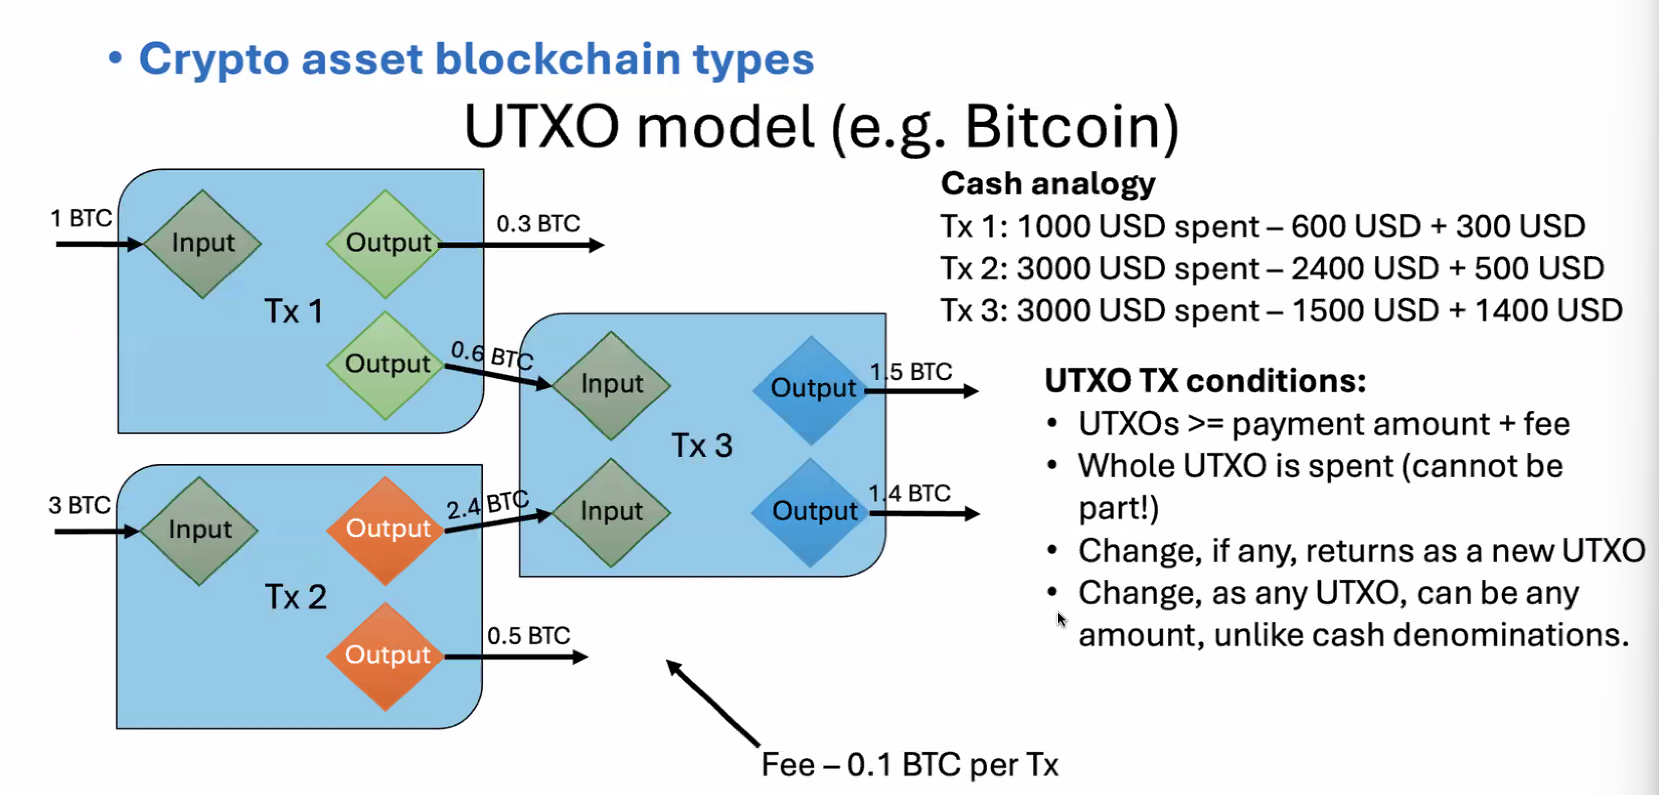 • Crypto asset blockchain types
UTXO model (e.g. Bitcoin)
1 BTC
Input
Output
0.3 BTC
Tx 1
Output
0.6 BTC
3 BTC
Input
Output
2.4 BTC
Tx 2
Output
0.5 BTC
Input
Output
1.5 BTC
Tx 3
Input
Output
1.4 BTC
Fee – 0.1 BTC per Tx
Cash analogy
Tx 1: 1000 USD spent – 600 USD + 300 USD
Tx 2: 3000 USD spent – 2400 USD + 500 USD
Tx 3: 3000 USD spent – 1500 USD + 1400 USD
UTXO TX conditions:
• UTXOs >= payment amount + fee
• Whole UTXO is spent (cannot be
part!)
• Change, if any, returns as a new UTXO
• Change, as any UTXO, can be any
amount, unlike cash denominations.